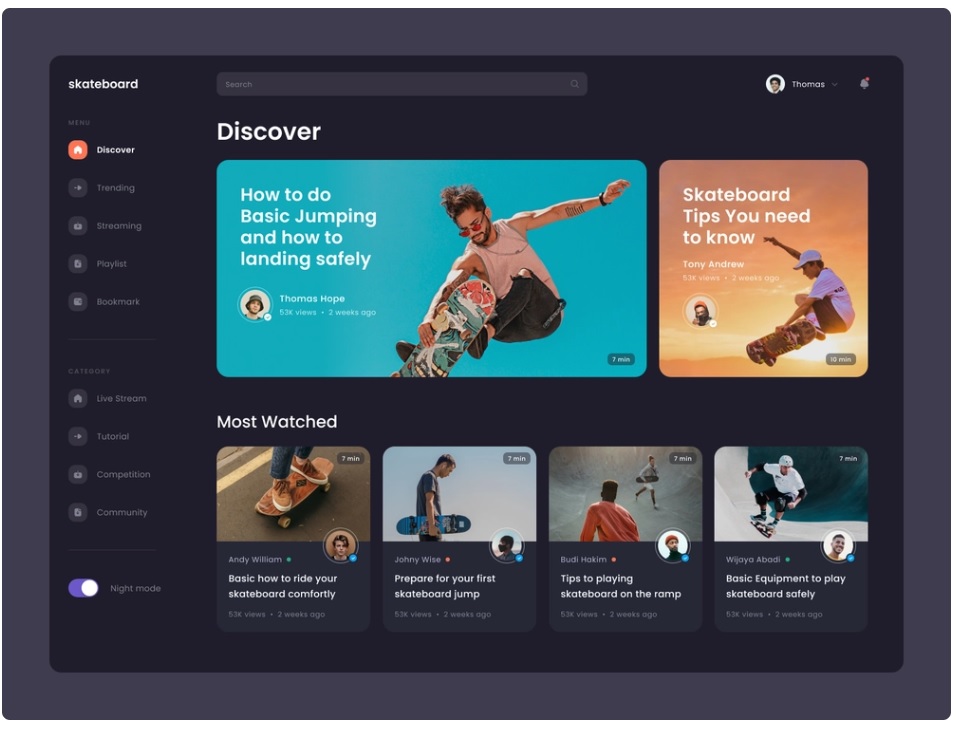 skateboard
Search
Thomas
MENU
Discover
Trending
Streaming
Playlist
Bookmark
CATEGORY
Live Stream
Tutorial
Competition
Community
Night mode
Discover
How to do
Basic Jumping
and how to
landing safely
Thomas Hope
53K views • 2 weeks ago
7 min
Skateboard
Tips You need
to know
Tony Andrew
53K views • 2 weeks ago
10 min
Most Watched
7 min
Andy William
Basic how to ride your
skateboard comfortly
53K views • 2 weeks ago
7 min
Johny Wise
Prepare for your first
skateboard jump
53K views • 2 weeks ago
7 min
Budi Hakim
Tips to playing
skateboard on the ramp
53K views • 2 weeks ago
7 min
Wijaya Abadi
Basic Equipment to play
skateboard safely
53K views • 2 weeks ago